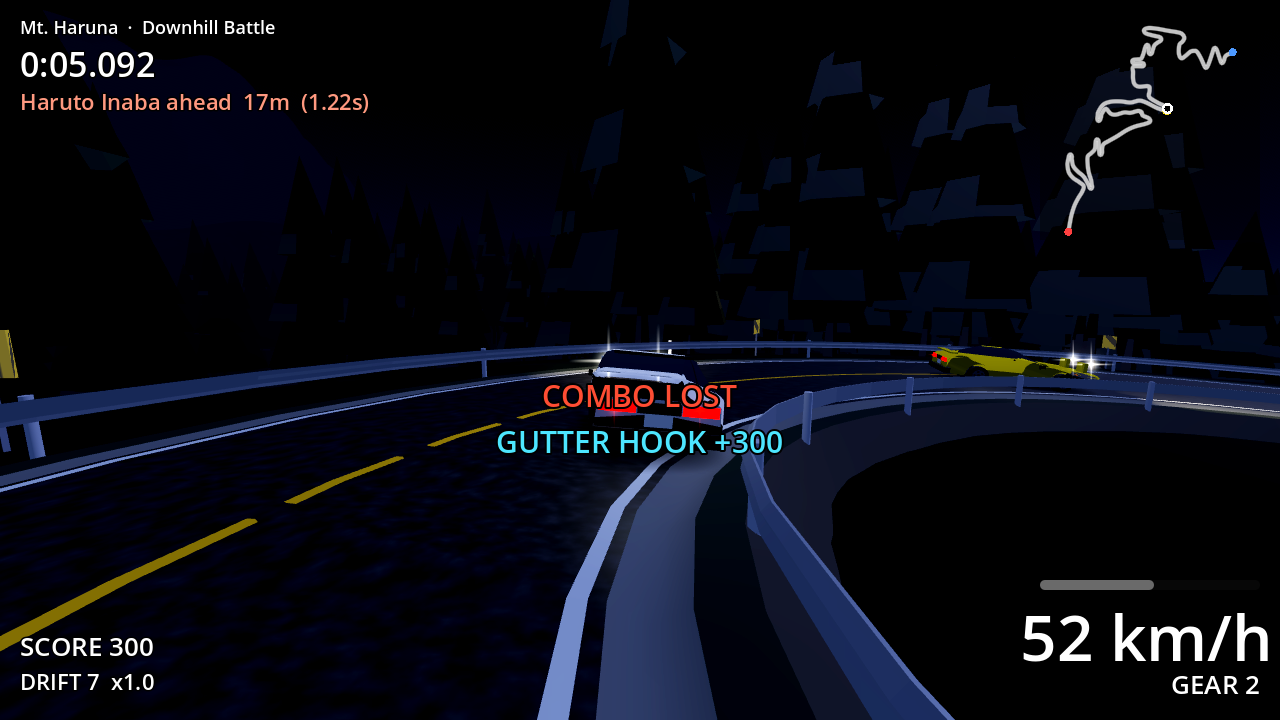 Mt. Haruna · Downhill Battle
0:05.092
Haruto Inaba ahead 17m (1.22s)
COMBO LOST
GUTTER HOOK +300
SCORE 300
DRIFT 7 x1.0
52 km/h
GEAR 2